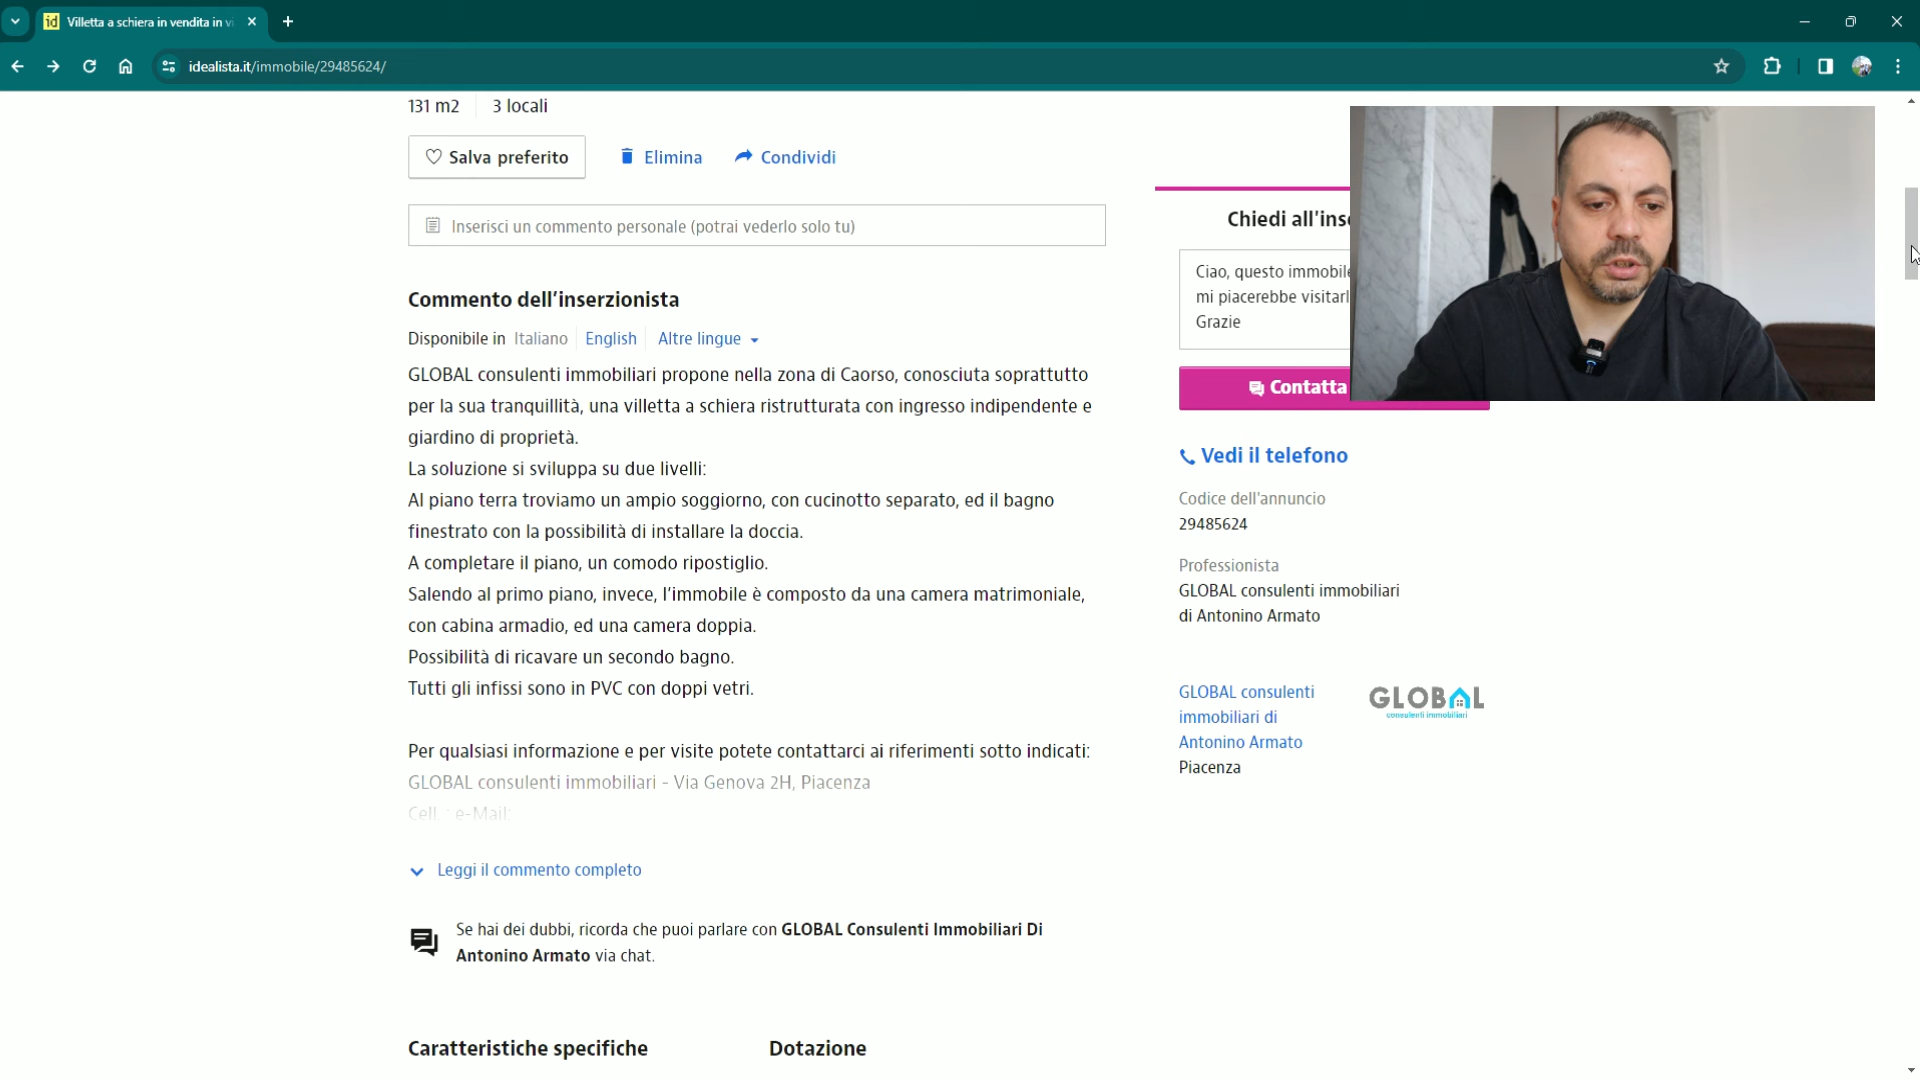 Villetta a schiera in vendita in vi
idealista.it/immobile/29485624/
131 m2 3 locali
Salva preferito Elimina Condividi
Inserisci un commento personale (potrai vederlo solo tu)
Commento dell'inserzionista
Disponibile in Italiano English Altre lingue
GLOBAL consulenti immobiliari propone nella zona di Caorso, conosciuta soprattutto
per la sua tranquillità, una villetta a schiera ristrutturata con ingresso indipendente e
giardino di proprietà.
La soluzione si sviluppa su due livelli:
Al piano terra troviamo un ampio soggiorno, con cucinotto separato, ed il bagno
finestrato con la possibilità di installare la doccia.
A completare il piano, un comodo ripostiglio.
Salendo al primo piano, invece, l'immobile è composto da una camera matrimoniale,
con cabina armadio, ed una camera doppia.
Possibilità di ricavare un secondo bagno.
Tutti gli infissi sono in PVC con doppi vetri.
Per qualsiasi informazione e per visite potete contattarci ai riferimenti sotto indicati:
GLOBAL consulenti immobiliari - Via Genova 2H, Piacenza
Cell. - e-Mail:
Leggi il commento completo
Se hai dei dubbi, ricorda che puoi parlare con GLOBAL Consulenti Immobiliari Di
Antonino Armato via chat.
Caratteristiche specifiche Dotazione
Chiedi all'inse
Ciao, questo immobile
mi piacerebbe visitarl
Grazie
Contatta
Vedi il telefono
Codice dell'annuncio
29485624
Professionista
GLOBAL consulenti immobiliari
di Antonino Armato
GLOBAL consulenti
immobiliari di
Antonino Armato
Piacenza
GLOBAL
consulenti immobiliari